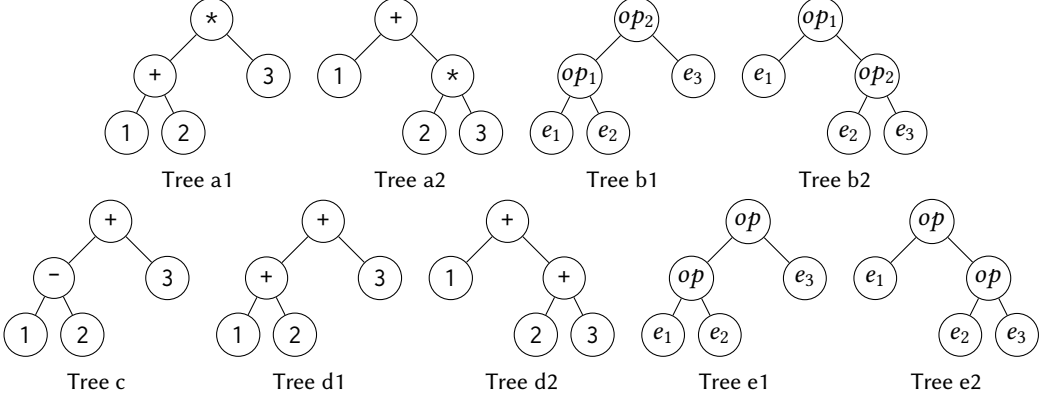 * + op₂ op₁
+ 3 1 * op₁ e₃ e₁ op₂
1 2 2 3 e₁ e₂ e₂ e₃
Tree a1 Tree a2 Tree b1 Tree b2
+ + + op op
− 3 + 3 1 + op e₃ e₁ op
1 2 1 2 2 3 e₁ e₂ e₂ e₃
Tree c Tree d1 Tree d2 Tree e1 Tree e2